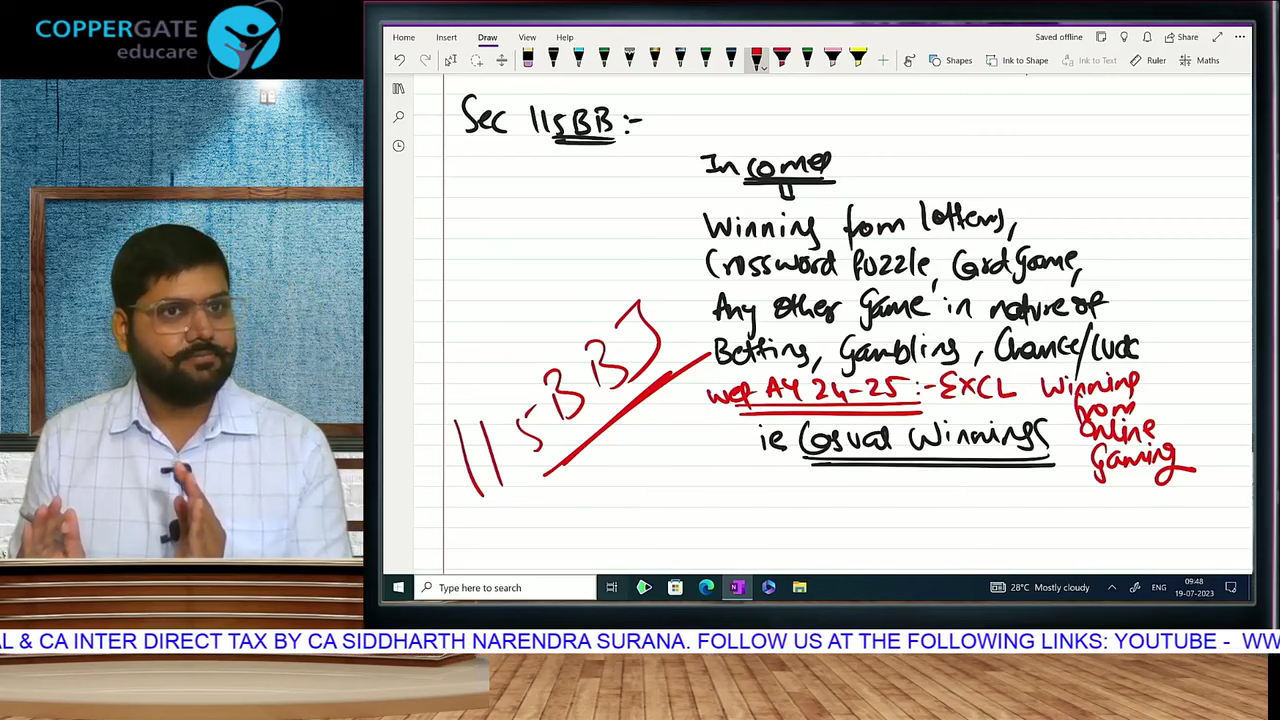 COPPERGATE
educare
Home Insert Draw View Help
Saved offline
Share
Shapes
Ink to Shape
Ink to Text
Ruler
Maths
Sec 115BB:-
Income
Winning from lottery,
Crossword Puzzle, Card Game,
Any other Game in nature of
Betting, Gambling, Chance/Luck
wef AY 24-25:- EXCL Winning
from
Online
Gaming
ie Casual Winnings
115BBJ
Type here to search
28°C Mostly cloudy
ENG
09:48
19-07-2023
AL & CA INTER DIRECT TAX BY CA SIDDHARTH NARENDRA SURANA. FOLLOW US AT THE FOLLOWING LINKS: YOUTUBE - WW